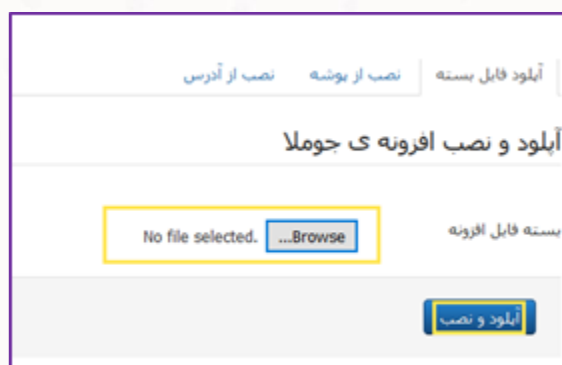 آپلود فایل بسته نصب از پوشه نصب از آدرس
آپلود و نصب افزونه ی جوملا
بسته فایل افزونه Browse... No file selected.
آپلود و نصب